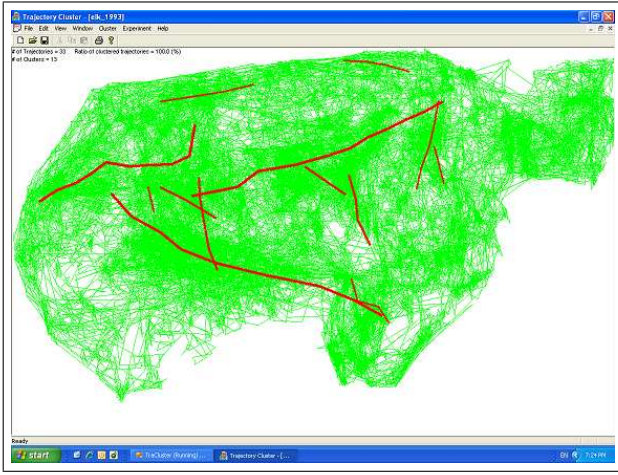 Trajectory Cluster - [elk_1993]
File Edit View Window Cluster Experiment Help
# of Trajectories = 33 Ratio of clustered trajectories = 100.0 (%)
# of Clusters = 13
Ready
start TraCluster (Running) ... Trajectory Cluster - [... EN 7:24 PM